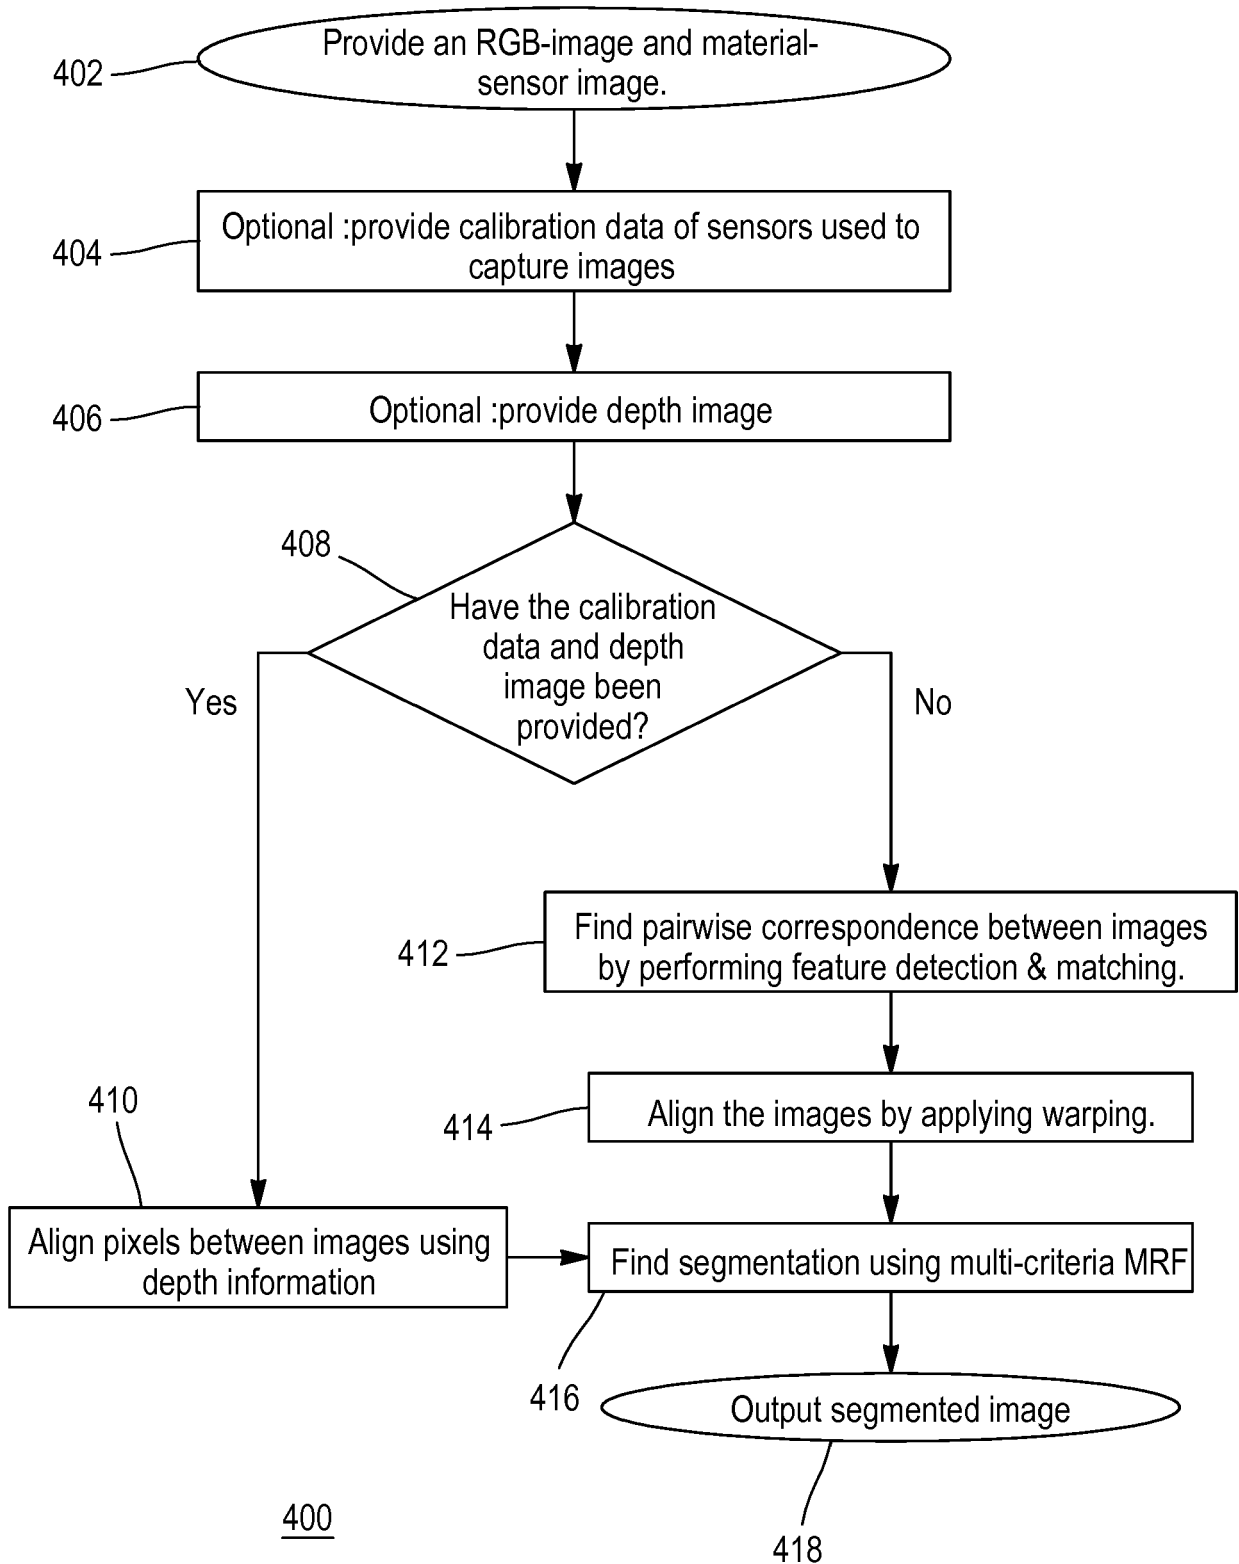 Provide an RGB-image and material-
sensor image.
402
Optional :provide calibration data of sensors used to
capture images
404
Optional :provide depth image
406
408
Have the calibration
data and depth
image been
provided?
Yes
No
Find pairwise correspondence between images
by performing feature detection & matching.
412
410
Align the images by applying warping.
414
Align pixels between images using
depth information
Find segmentation using multi-criteria MRF
416
Output segmented image
400
418